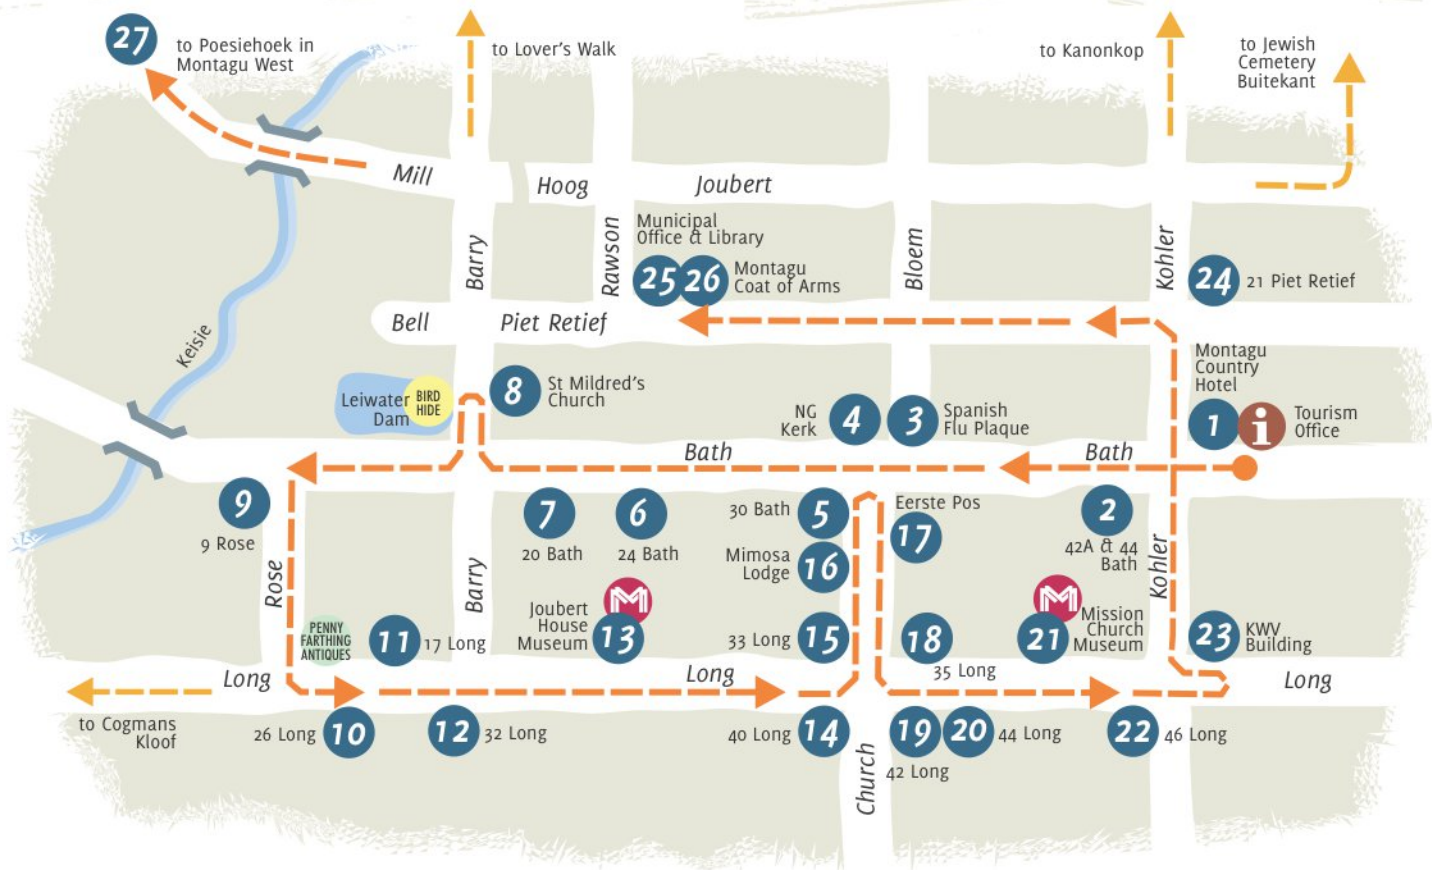 27
to Poesiehoek in
Montagu West
to Lover's Walk
to Kanonkop
to Jewish
Cemetery
Buitekant
Mill
Hoog
Joubert
Barry
Rawson
Municipal
Office & Library
25
26
Montagu
Coat of Arms
Bloem
Kohler
24
21 Piet Retief
Keisie
Bell
Piet Retief
Montagu
Country
Hotel
1
i
Tourism
Office
Leiwater
Dam
BIRD
HIDE
8
St Mildred's
Church
NG
Kerk
4
3
Spanish
Flu Plaque
Bath
Bath
9
9 Rose
Rose
7
20 Bath
6
24 Bath
30 Bath
5
Mimosa
Lodge
16
Eerste Pos
17
2
42A & 44
Bath
Kohler
Barry
PENNY
FARTHING
ANTIQUES
11
17 Long
Joubert
House
Museum
M
13
33 Long
15
18
35 Long
M
21
Mission
Church
Museum
23
KWV
Building
Long
Long
Long
to Cogmans
Kloof
26 Long
10
12
32 Long
40 Long
14
Church
19
42 Long
20
44 Long
22
46 Long